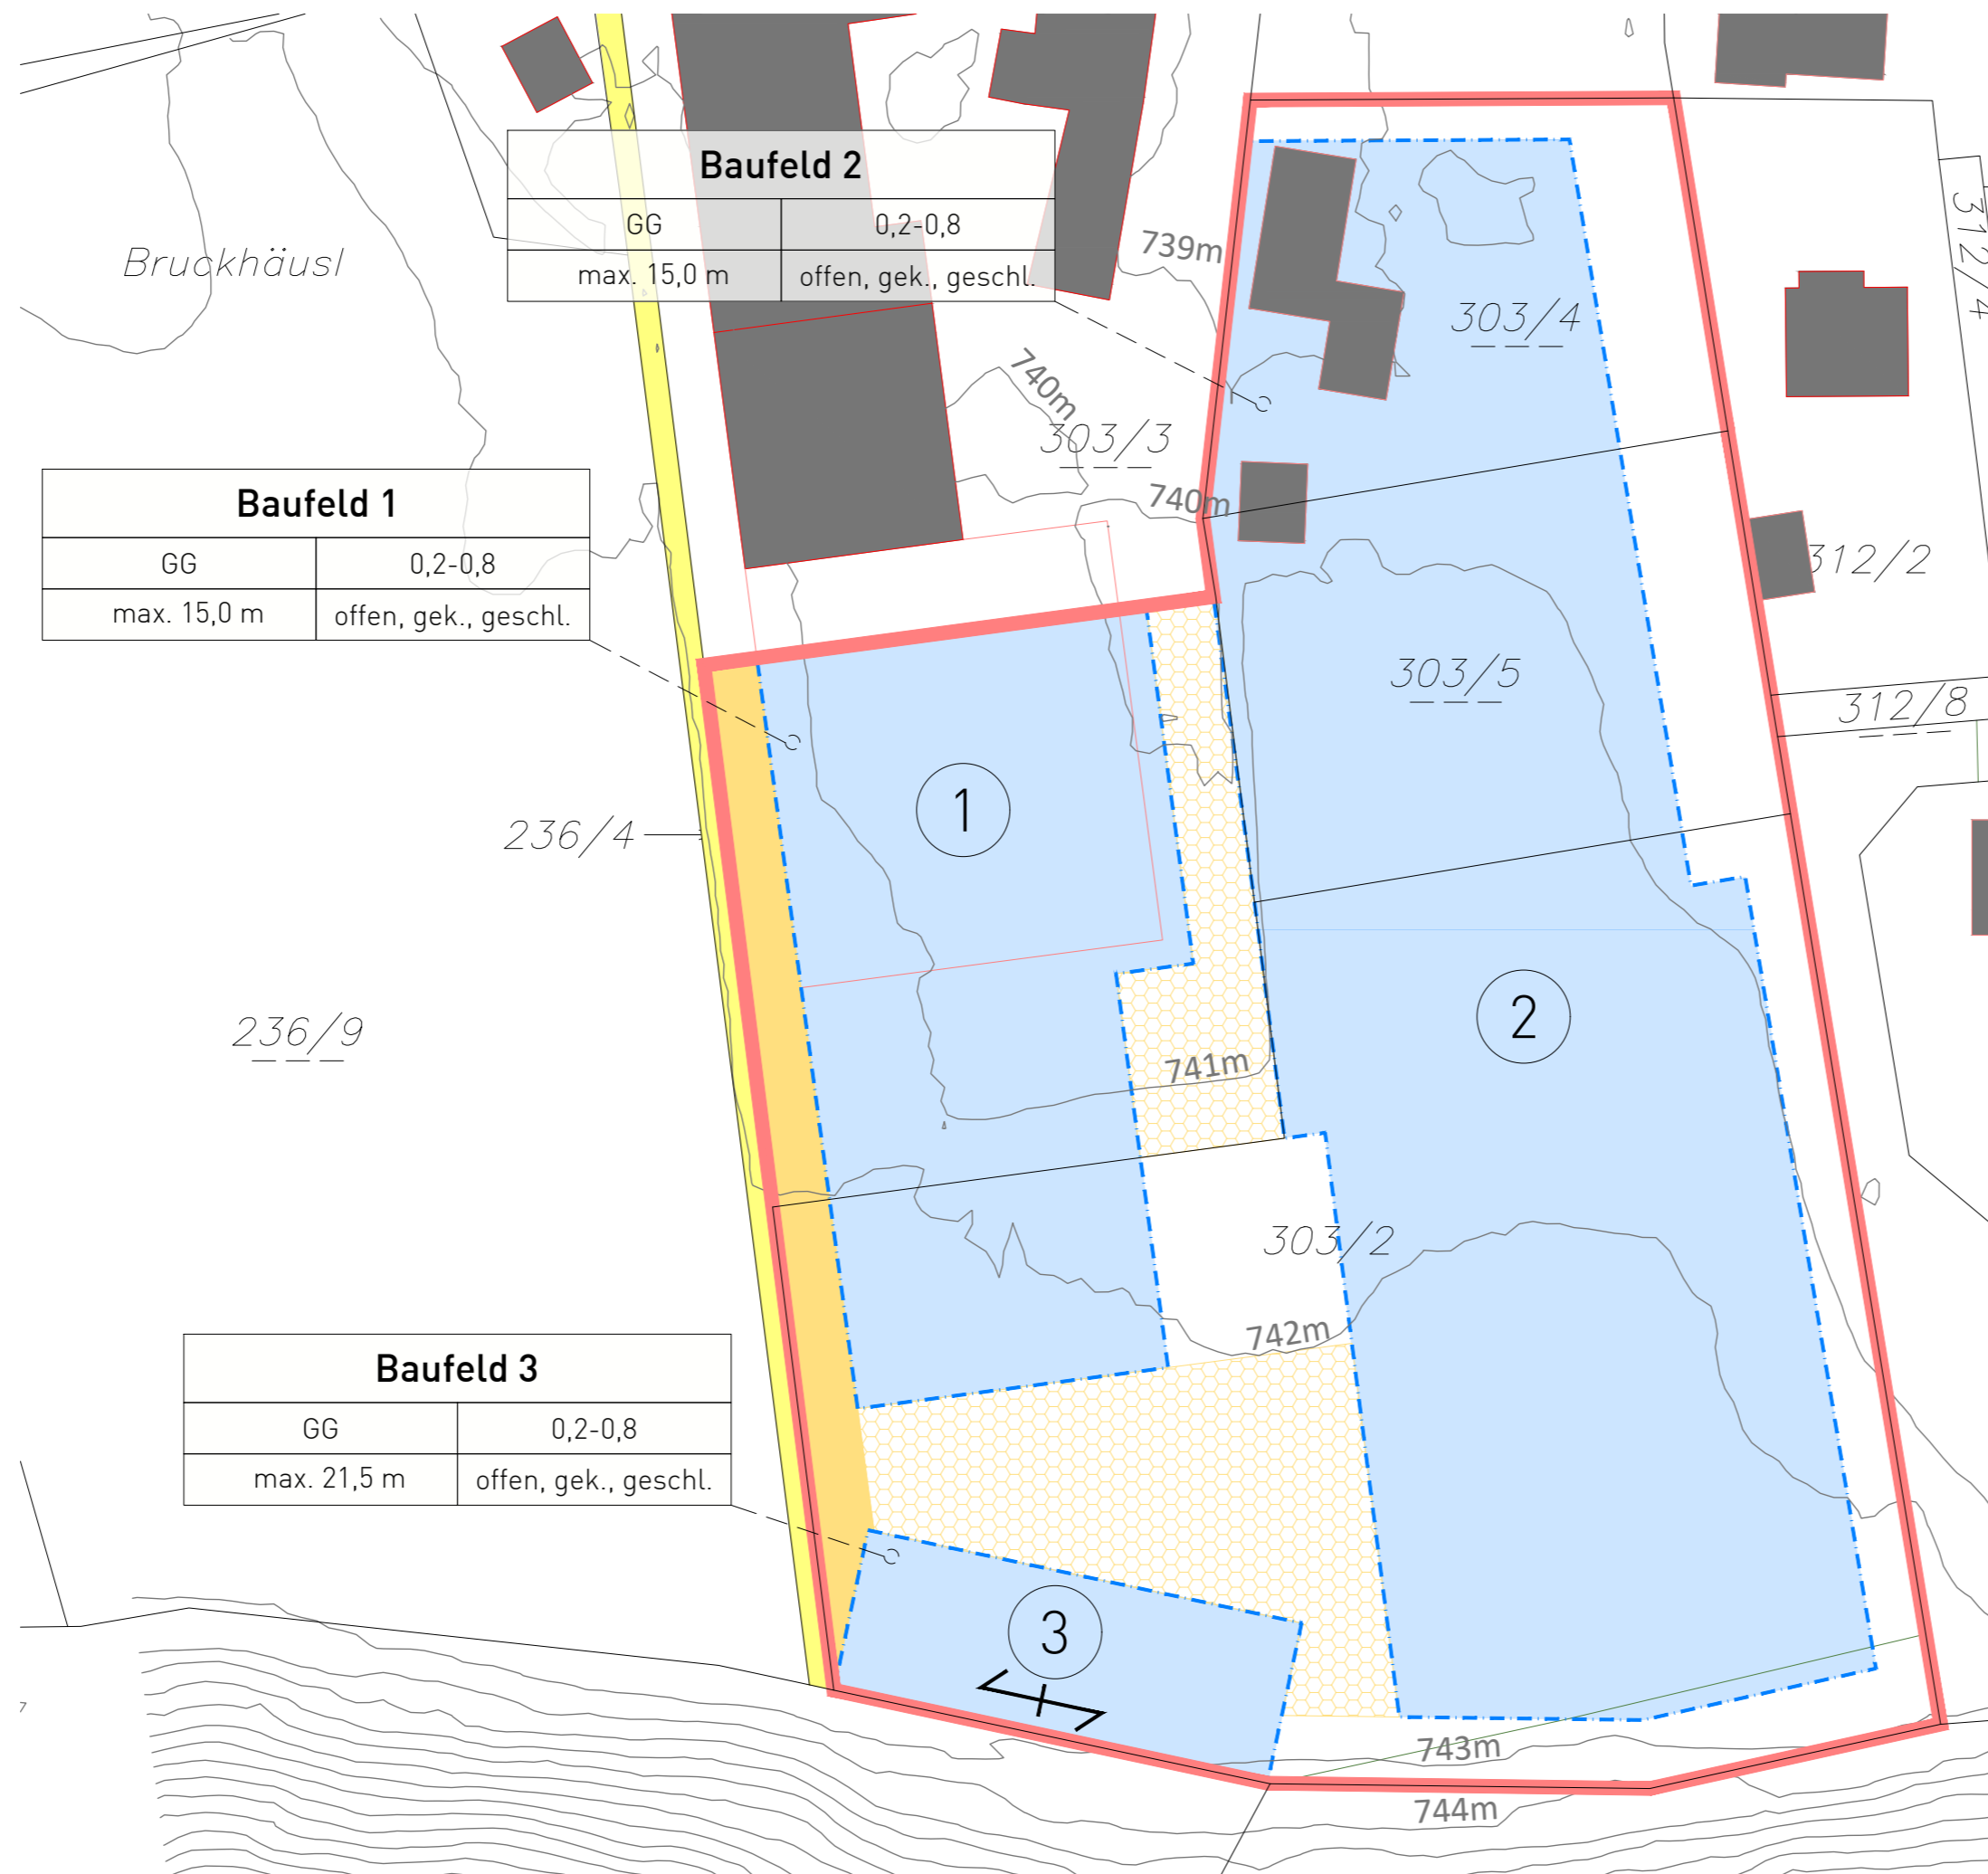 Baufeld 2
GG 0,2-0,8
max. 15,0 m offen, gek., geschl.
Bruckhäusl
739m
303/4
312/4
740m
303/3
Baufeld 1
GG 0,2-0,8
max. 15,0 m offen, gek., geschl.
740m
312/2
303/5
312/8
1
236/4
2
236/9
741m
303/2
742m
Baufeld 3
GG 0,2-0,8
max. 21,5 m offen, gek., geschl.
3
7
743m
744m